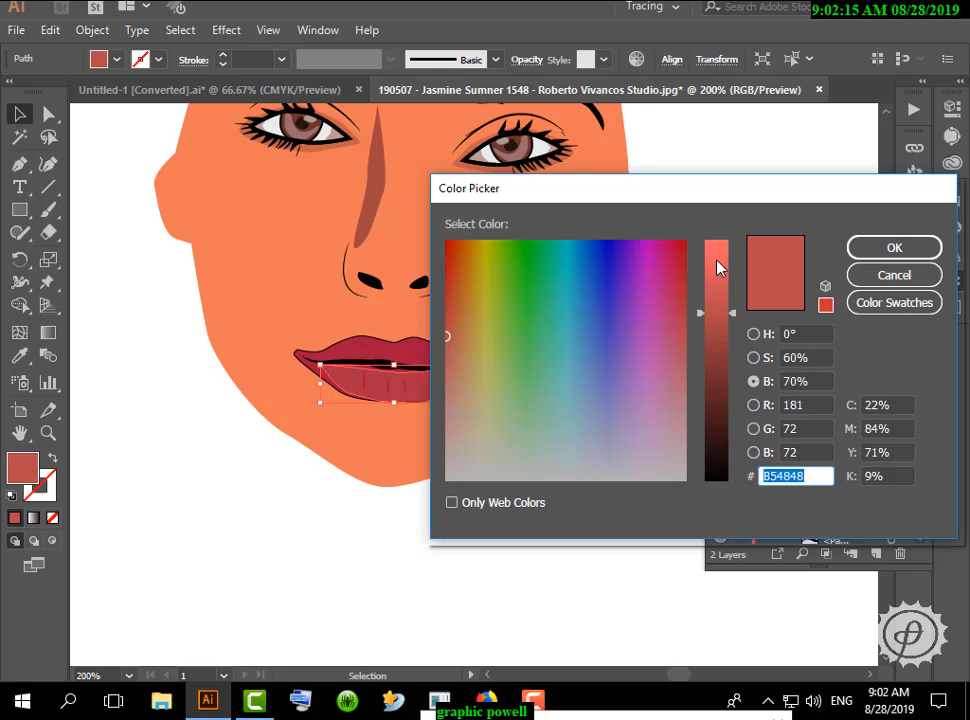 Ai
Br
St
Tracing
Search Adobe Sto
9:02:15 AM 08/28/2019
File Edit Object Type Select Effect View Window Help
Path
Stroke:
Basic
Opacity
Style:
Align
Transform
Untitled-1 [Converted].ai* @ 66.67% (CMYK/Preview)
190507 - Jasmine Sumner 1548 - Roberto Vivancos Studio.jpg* @ 200% (RGB/Preview)
Color Picker
Select Color:
OK
Cancel
Color Swatches
H: 0°
S: 60%
B: 70%
R: 181 C: 22%
G: 72 M: 84%
B: 72 Y: 71%
# B54848 K: 9%
Only Web Colors
2 Layers
200%
1
Selection
Ai
ENG
9:02 AM
8/28/2019
graphic powell